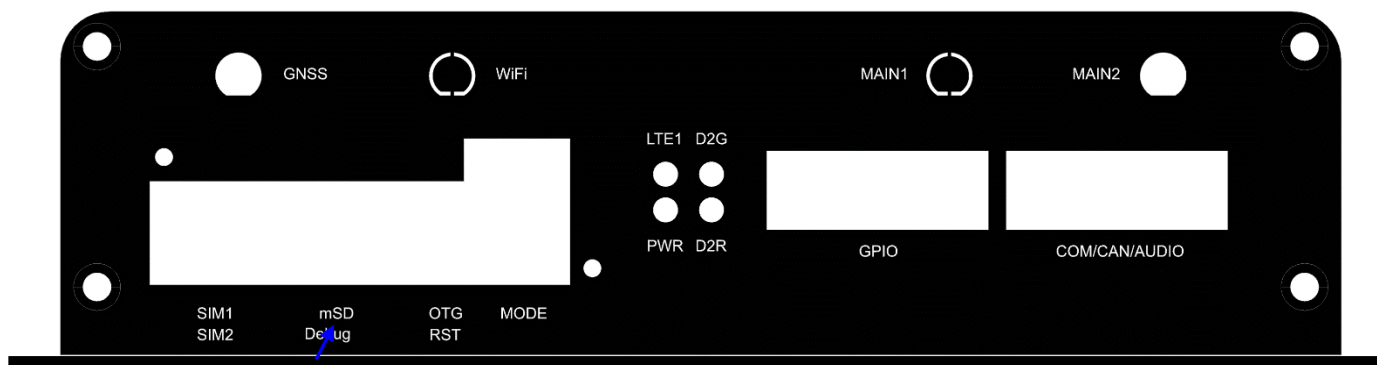 GNSS WiFi MAIN1 MAIN2
LTE1 D2G
PWR D2R GPIO COM/CAN/AUDIO
SIM1 mSD OTG MODE
SIM2 Debug RST